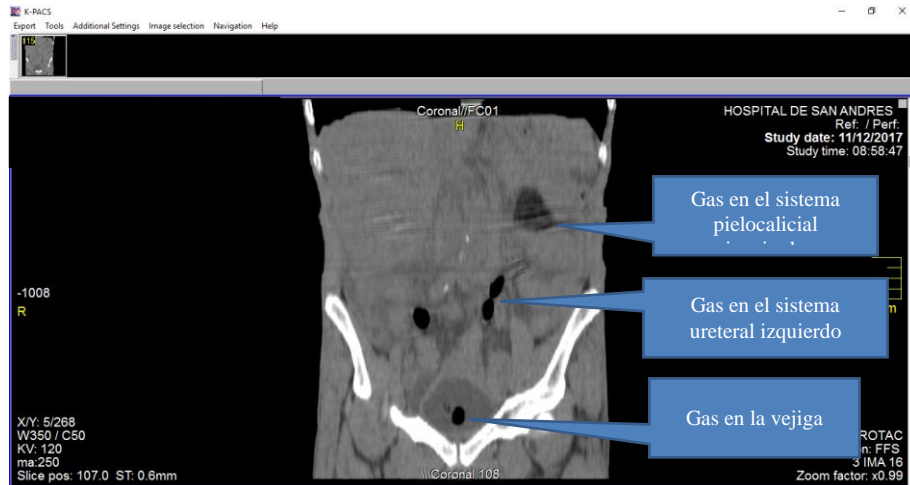 K-PACS
Export Tools Additional Settings Image selection Navigation Help
115
Coronal//FC01
H
HOSPITAL DE SAN ANDRES
Ref: / Perf:
Study date: 11/12/2017
Study time: 08:58:47
Gas en el sistema
pielocalicial
-1008
R
Gas en el sistema
ureteral izquierdo
m
Gas en la vejiga
X/Y: 5/268
W350 / C50
KV: 120
ma:250
Slice pos: 107.0 ST: 0.6mm
\\Coronal 108
ROTAC
n: FFS
3 IMA 16
Zoom factor: x0.99